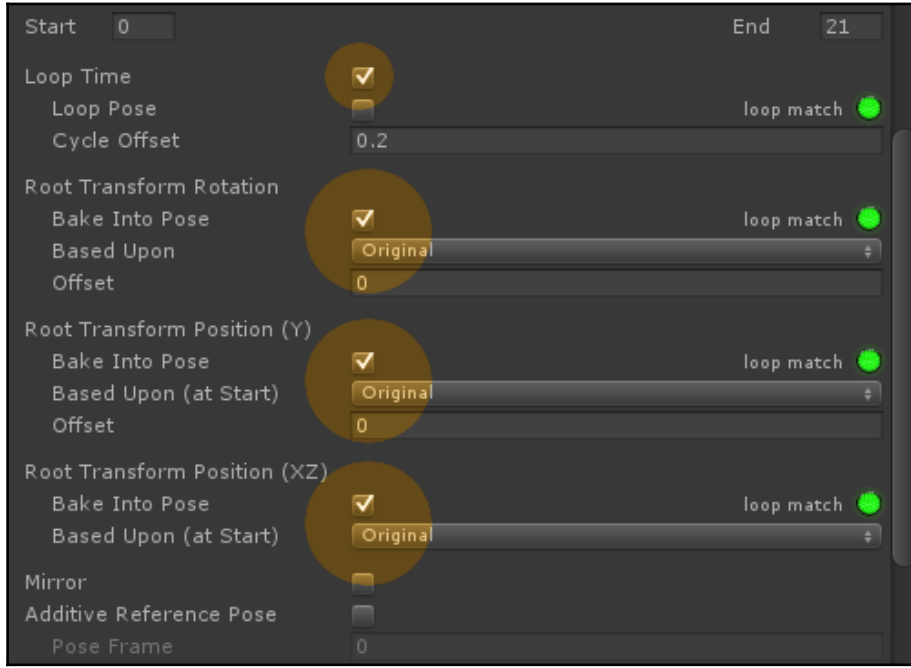 Start 0 End 21
Loop Time
Loop Pose loop match
Cycle Offset 0.2
Root Transform Rotation
Bake Into Pose loop match
Based Upon Original
Offset 0
Root Transform Position (Y)
Bake Into Pose loop match
Based Upon (at Start) Original
Offset 0
Root Transform Position (XZ)
Bake Into Pose loop match
Based Upon (at Start) Original
Mirror
Additive Reference Pose
Pose Frame 0